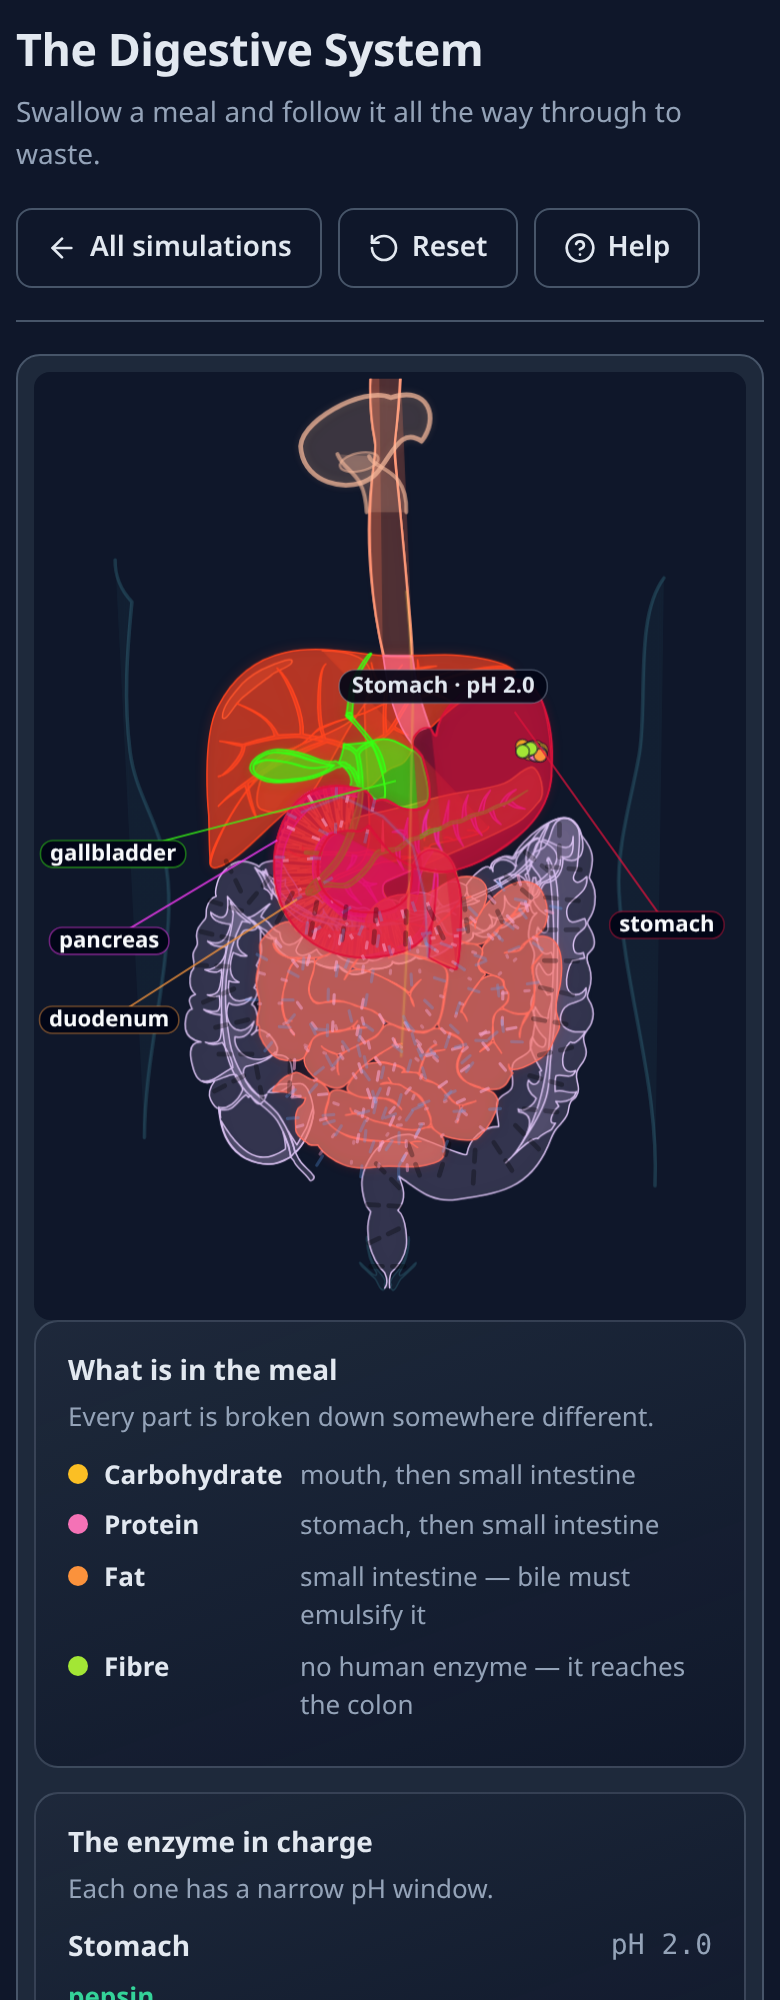 The Digestive System
Swallow a meal and follow it all the way through to
waste.
All simulations
Reset
Help
Stomach · pH 2.0
gallbladder
pancreas
stomach
duodenum
What is in the meal
Every part is broken down somewhere different.
Carbohydrate mouth, then small intestine
Protein stomach, then small intestine
Fat small intestine — bile must
emulsify it
Fibre no human enzyme — it reaches
the colon
The enzyme in charge
Each one has a narrow pH window.
Stomach pH 2.0
pepsin